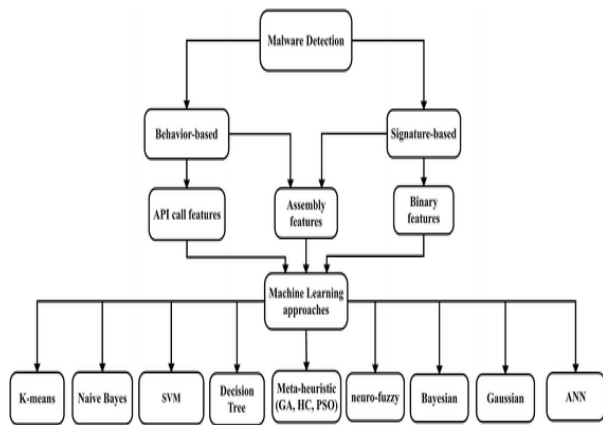 Malware Detection
Behavior-based
Signature-based
API call features
Assembly
features
Binary
features
Machine Learning
approaches
K-means
Naive Bayes
SVM
Decision
Tree
Meta-heuristic
(GA, HC, PSO)
neuro-fuzzy
Bayesian
Gaussian
ANN